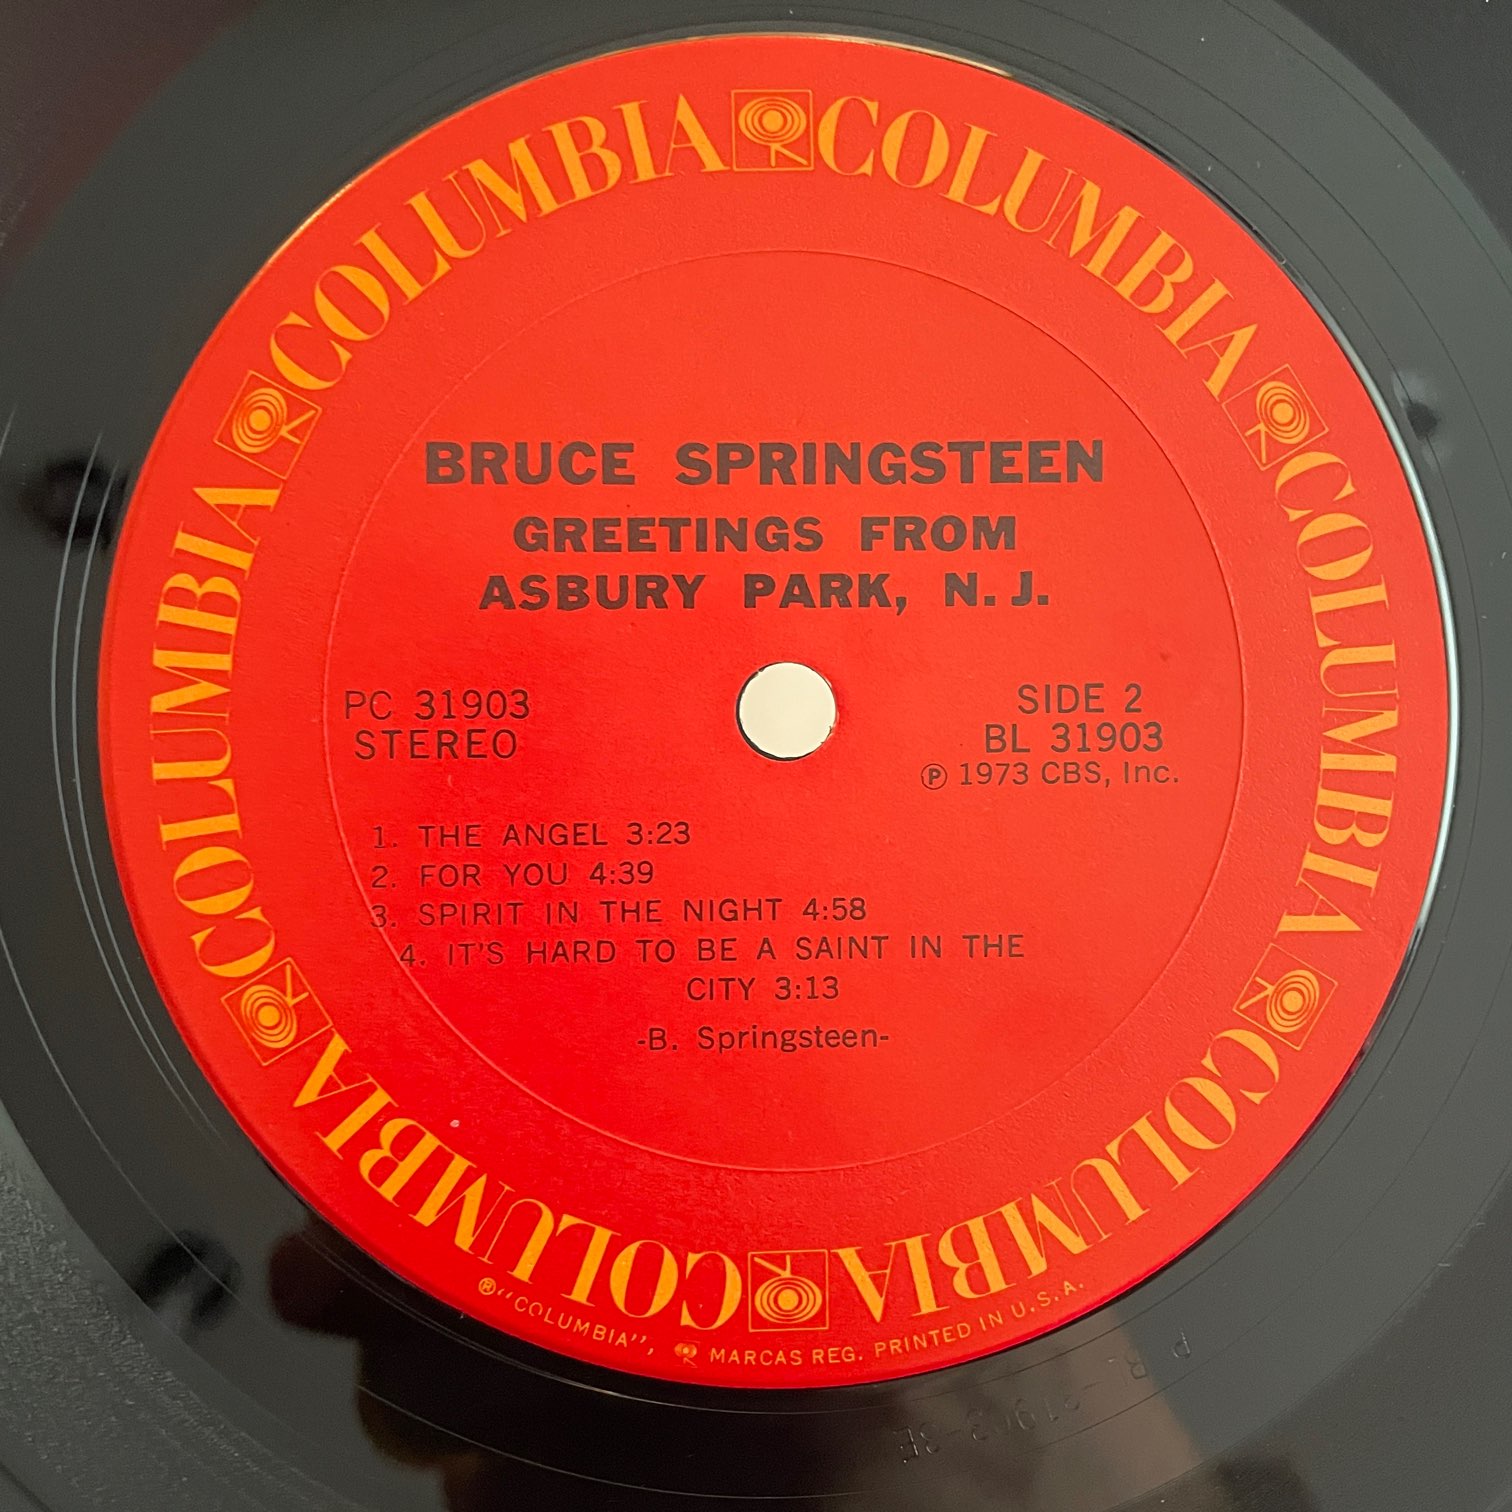 COLUMBIA COLUMBIA COLUMBIA COLUMBIA COLUMBIA COLUMBIA
BRUCE SPRINGSTEEN
GREETINGS FROM
ASBURY PARK, N.J.
PC 31903
STEREO
SIDE 2
BL 31903
℗ 1973 CBS, Inc.
1. THE ANGEL 3:23
2. FOR YOU 4:39
3. SPIRIT IN THE NIGHT 4:58
4. IT'S HARD TO BE A SAINT IN THE
CITY 3:13
-B. Springsteen-
® "COLUMBIA", MARCAS REG. PRINTED IN U.S.A.